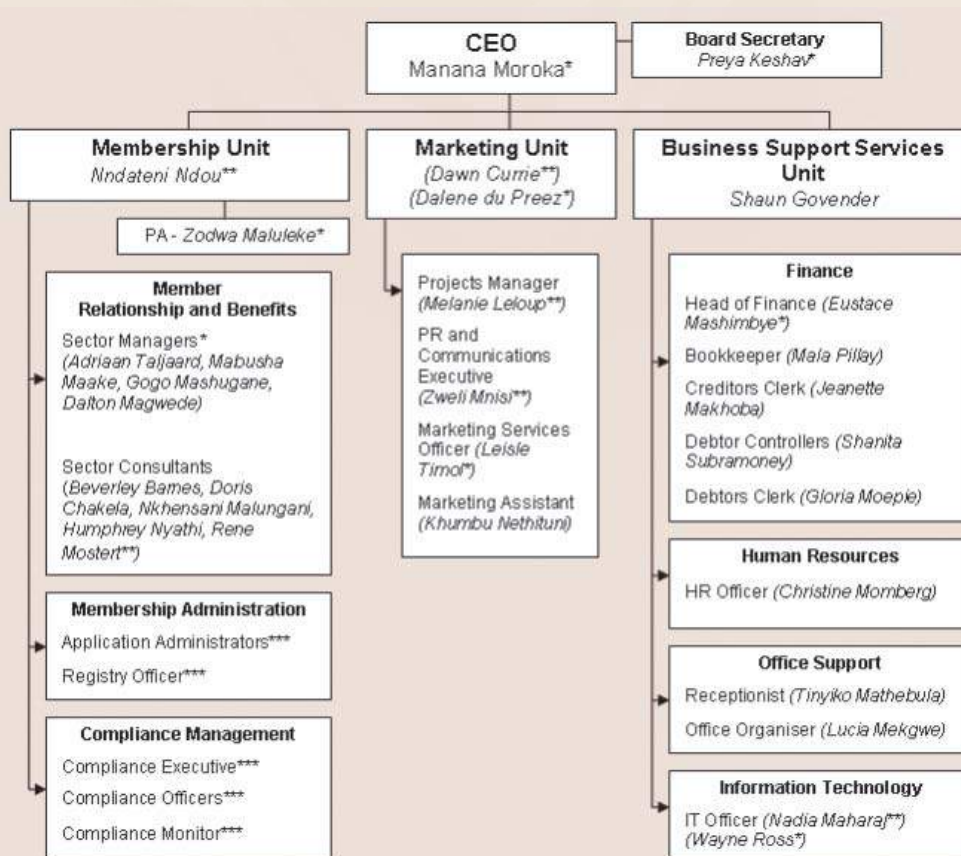 CEO
Manana Moroka*
Board Secretary
Preya Keshav*
Membership Unit
Nndateni Ndou**
PA - Zodwa Maluleke*
Member
Relationship and Benefits
Sector Managers*
(Adriaan Taljaard, Mabusha
Maake, Gogo Mashugane,
Dalton Magwede)
Sector Consultants
(Beverley Barnes, Doris
Chakela, Nkhensani Malungani,
Humphrey Nyathi, Rene
Mostert**)
Membership Administration
Application Administrators***
Registry Officer***
Compliance Management
Compliance Executive***
Compliance Officers***
Compliance Monitor***
Marketing Unit
(Dawn Currie**)
(Dalene du Preez*)
Projects Manager
(Melanie Leloup**)
PR and
Communications
Executive
(Zweli Mnisi**)
Marketing Services
Officer (Leisle
Timol*)
Marketing Assistant
(Khumbu Nethituni)
Business Support Services
Unit
Shaun Govender
Finance
Head of Finance (Eustace
Mashimbye*)
Bookkeeper (Mala Pillay)
Creditors Clerk (Jeanette
Makhoba)
Debtor Controllers (Shanita
Subramoney)
Debtors Clerk (Gloria Moepie)
Human Resources
HR Officer (Christine Momberg)
Office Support
Receptionist (Tinyiko Mathebula)
Office Organiser (Lucia Mekgwe)
Information Technology
IT Officer (Nadia Maharaj**)
(Wayne Ross*)